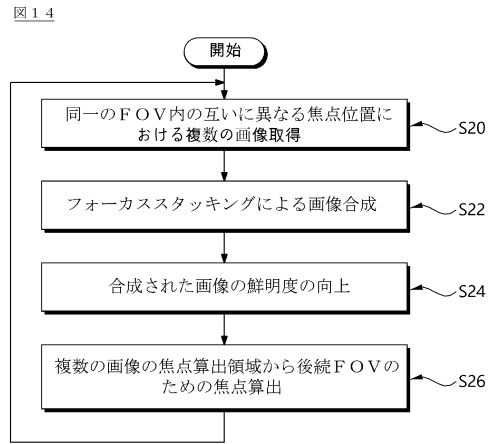 図１４
開始
同一のＦＯＶ内の互いに異なる焦点位置に
おける複数の画像取得
S20
フォーカススタッキングによる画像合成
S22
合成された画像の鮮明度の向上
S24
複数の画像の焦点算出領域から後続ＦＯＶの
ための焦点算出
S26